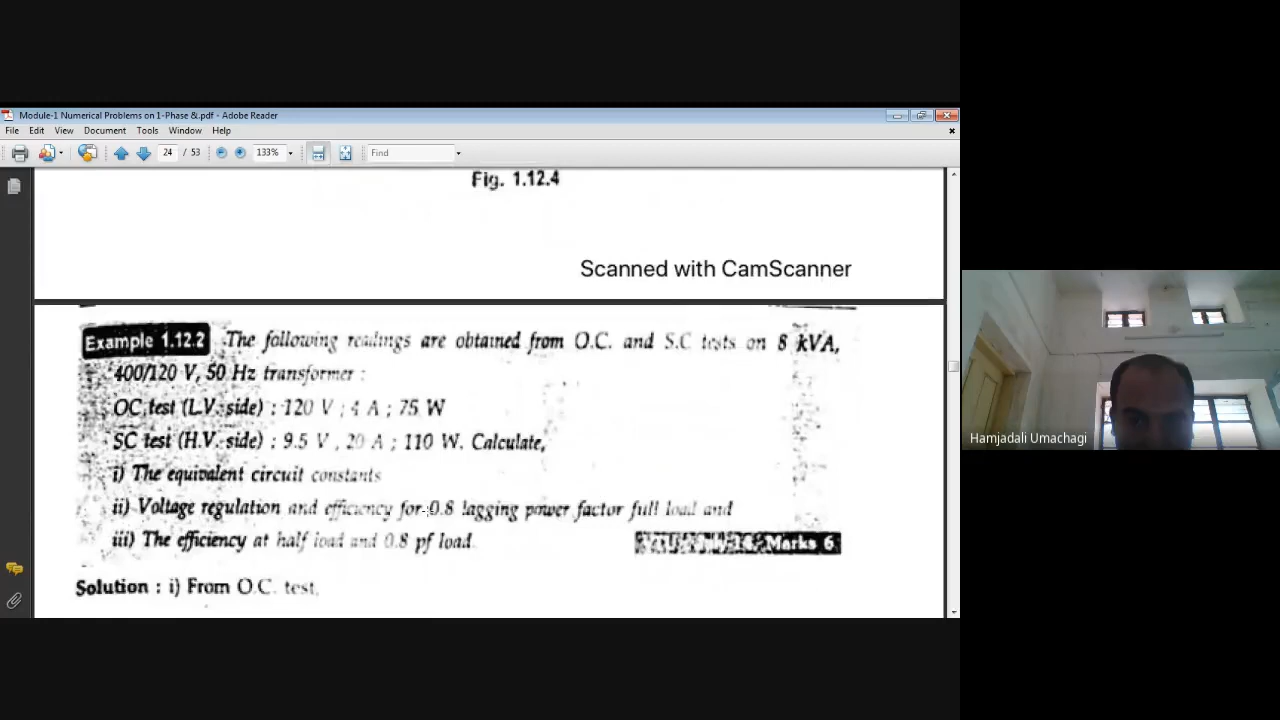 Module-1 Numerical Problems on 1-Phase &.pdf - Adobe Reader
File Edit View Document Tools Window Help
24 / 53 133% Find
Fig. 1.12.4
Scanned with CamScanner
Example 1.12.2 The following readings are obtained from O.C. and S.C tests on 8 kVA,
400/120 V, 50 Hz transformer :
OC test (L.V. side) : 120 V ; 4 A ; 75 W
SC test (H.V. side) : 9.5 V , 20 A ; 110 W. Calculate,
i) The equivalent circuit constants
ii) Voltage regulation and efficiency for 0.8 lagging power factor full load and
iii) The efficiency at half load and 0.8 pf load.
Marks 6
Solution : i) From O.C. test,
Hamjadali Umachagi